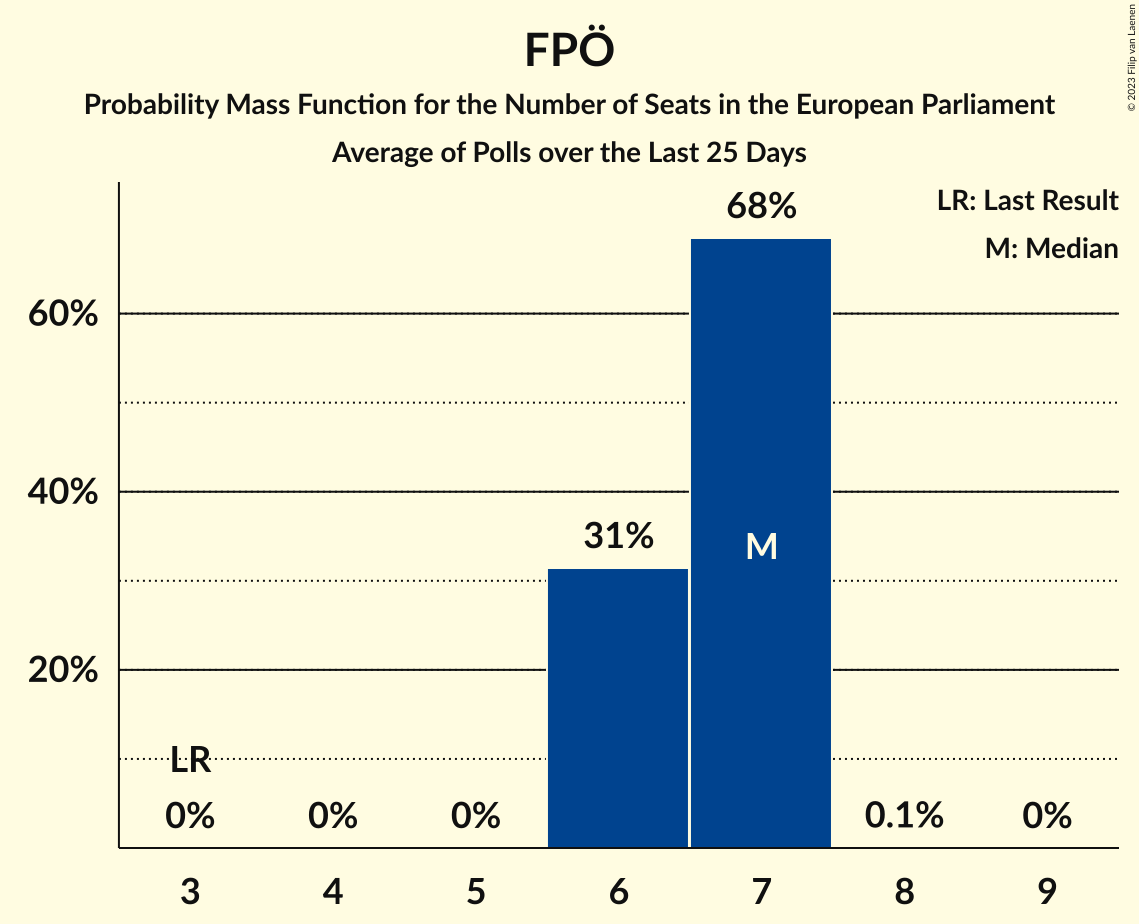 FPÖ
Probability Mass Function for the Number of Seats in the European Parliament
Average of Polls over the Last 25 Days
© 2023 Filip van Laenen
LR: Last Result
M: Median
68%
60%
40%
31%
M
20%
LR
0%
0%
0%
0.1%
0%
3
4
5
6
7
8
9